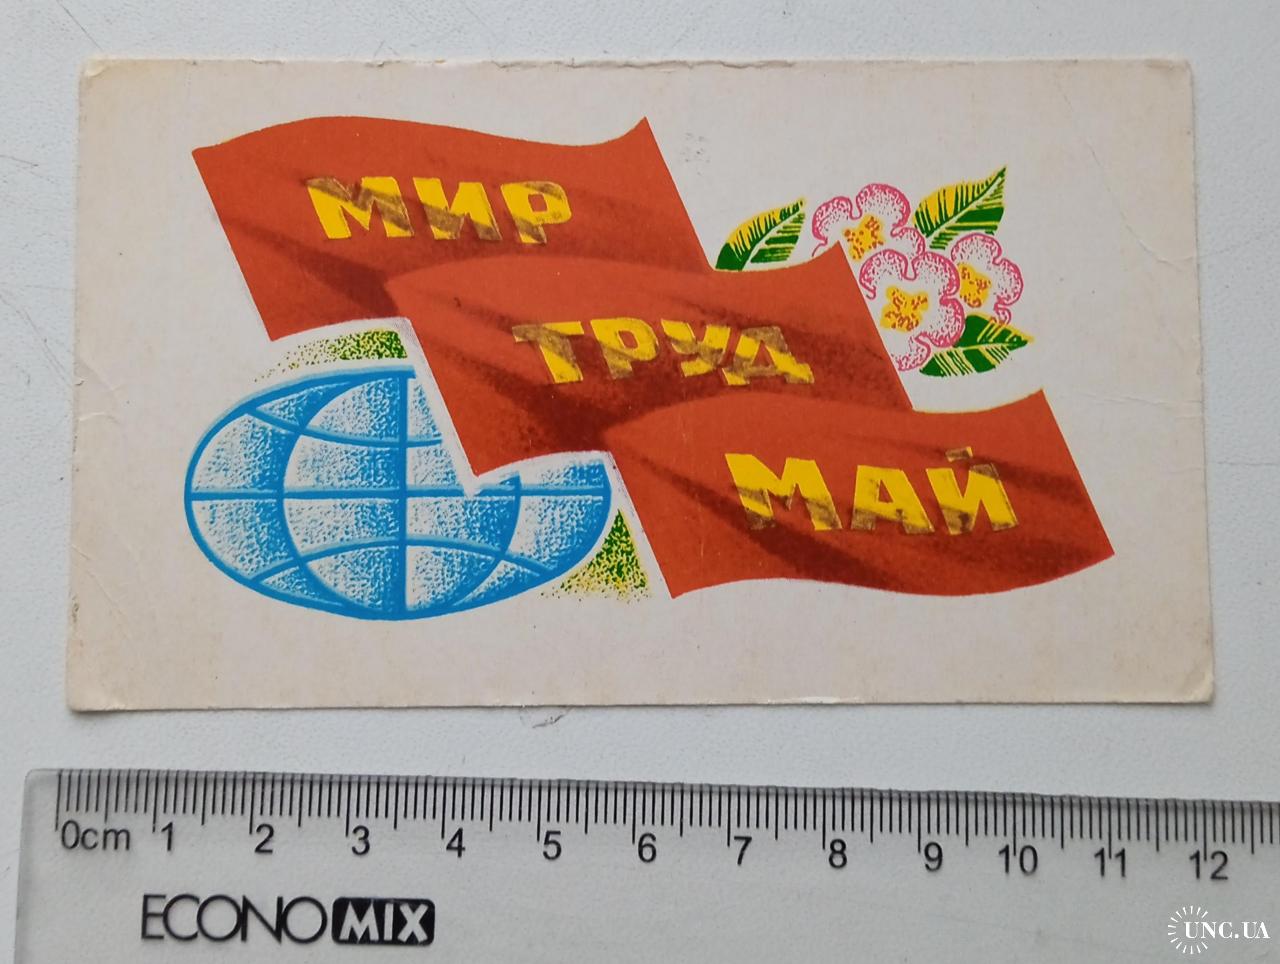 МИР
ТРУД
МАЙ
0cm 1 2 3 4 5 6 7 8 9 10 11 12
ECONOMIX
UNC.UA